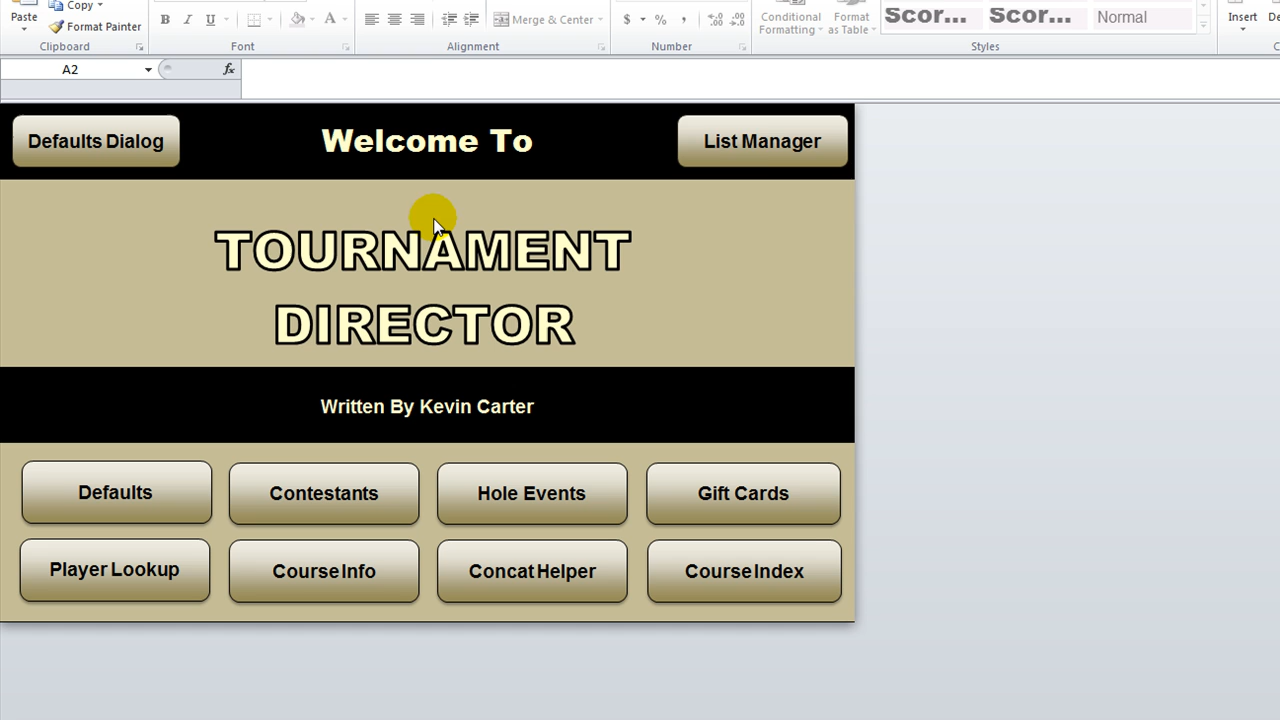 Paste
Copy
Format Painter
B I U
A
Merge & Center
$ % ,
Conditional Formatting
Format as Table
Scor... Scor... Normal
Insert
Clipboard Font Alignment Number Styles
A2 fx
Defaults Dialog
Welcome To
List Manager
TOURNAMENT
DIRECTOR
Written By Kevin Carter
Defaults Contestants Hole Events Gift Cards
Player Lookup Course Info Concat Helper Course Index